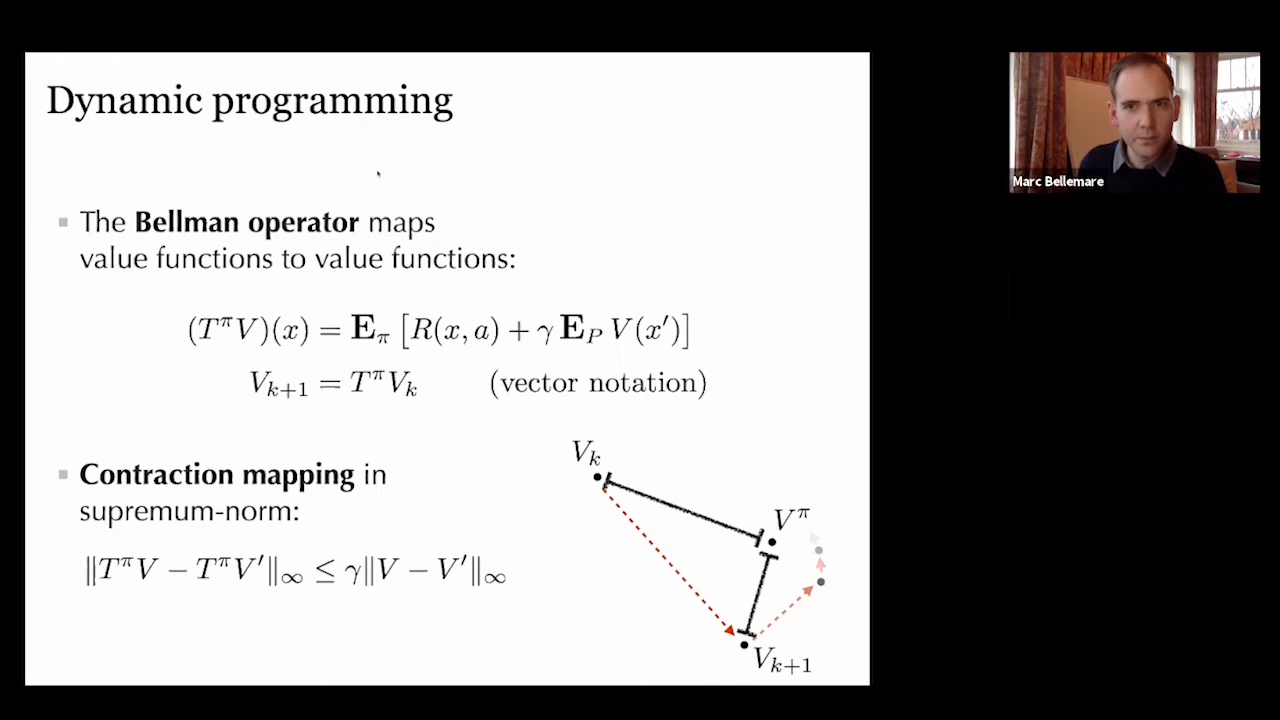 Dynamic programming
The Bellman operator maps
value functions to value functions:
(T^π V)(x) = E_π [R(x, a) + γ E_P V(x′)]
V_{k+1} = T^π V_k (vector notation)
Contraction mapping in
supremum-norm:
‖T^π V − T^π V′‖_∞ ≤ γ‖V − V′‖_∞
V_k
V^π
V_{k+1}
Marc Bellemare